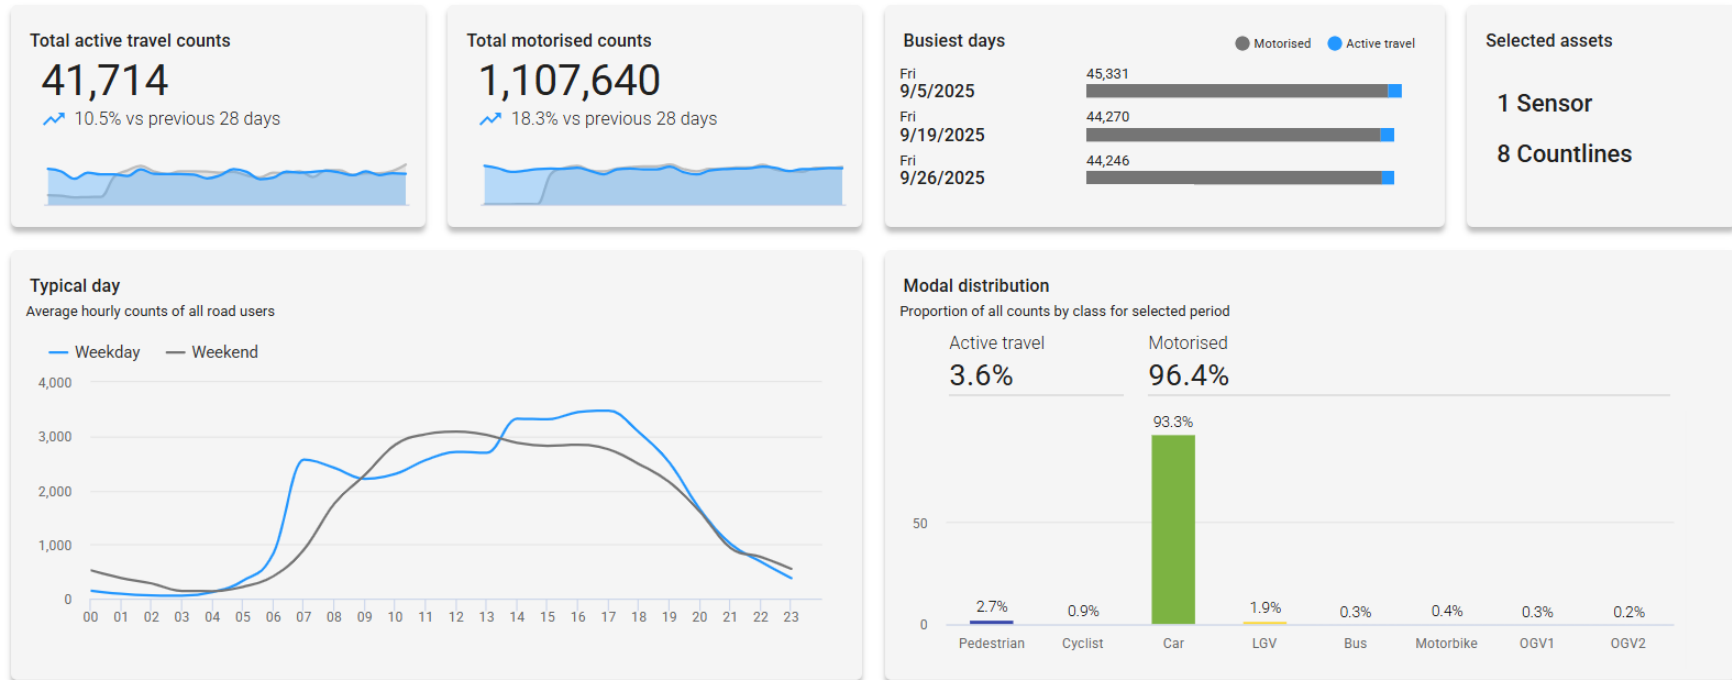 Total active travel counts
41,714
10.5% vs previous 28 days
Total motorised counts
1,107,640
18.3% vs previous 28 days
Busiest days
Motorised Active travel
Fri
9/5/2025
45,331
Fri
9/19/2025
44,270
Fri
9/26/2025
44,246
Selected assets
1 Sensor
8 Countlines
Typical day
Average hourly counts of all road users
Weekday Weekend
4,000
3,000
2,000
1,000
0
00 01 02 03 04 05 06 07 08 09 10 11 12 13 14 15 16 17 18 19 20 21 22 23
Modal distribution
Proportion of all counts by class for selected period
Active travel
3.6%
Motorised
96.4%
50
0
2.7% 0.9% 93.3% 1.9% 0.3% 0.4% 0.3% 0.2%
Pedestrian Cyclist Car LGV Bus Motorbike OGV1 OGV2